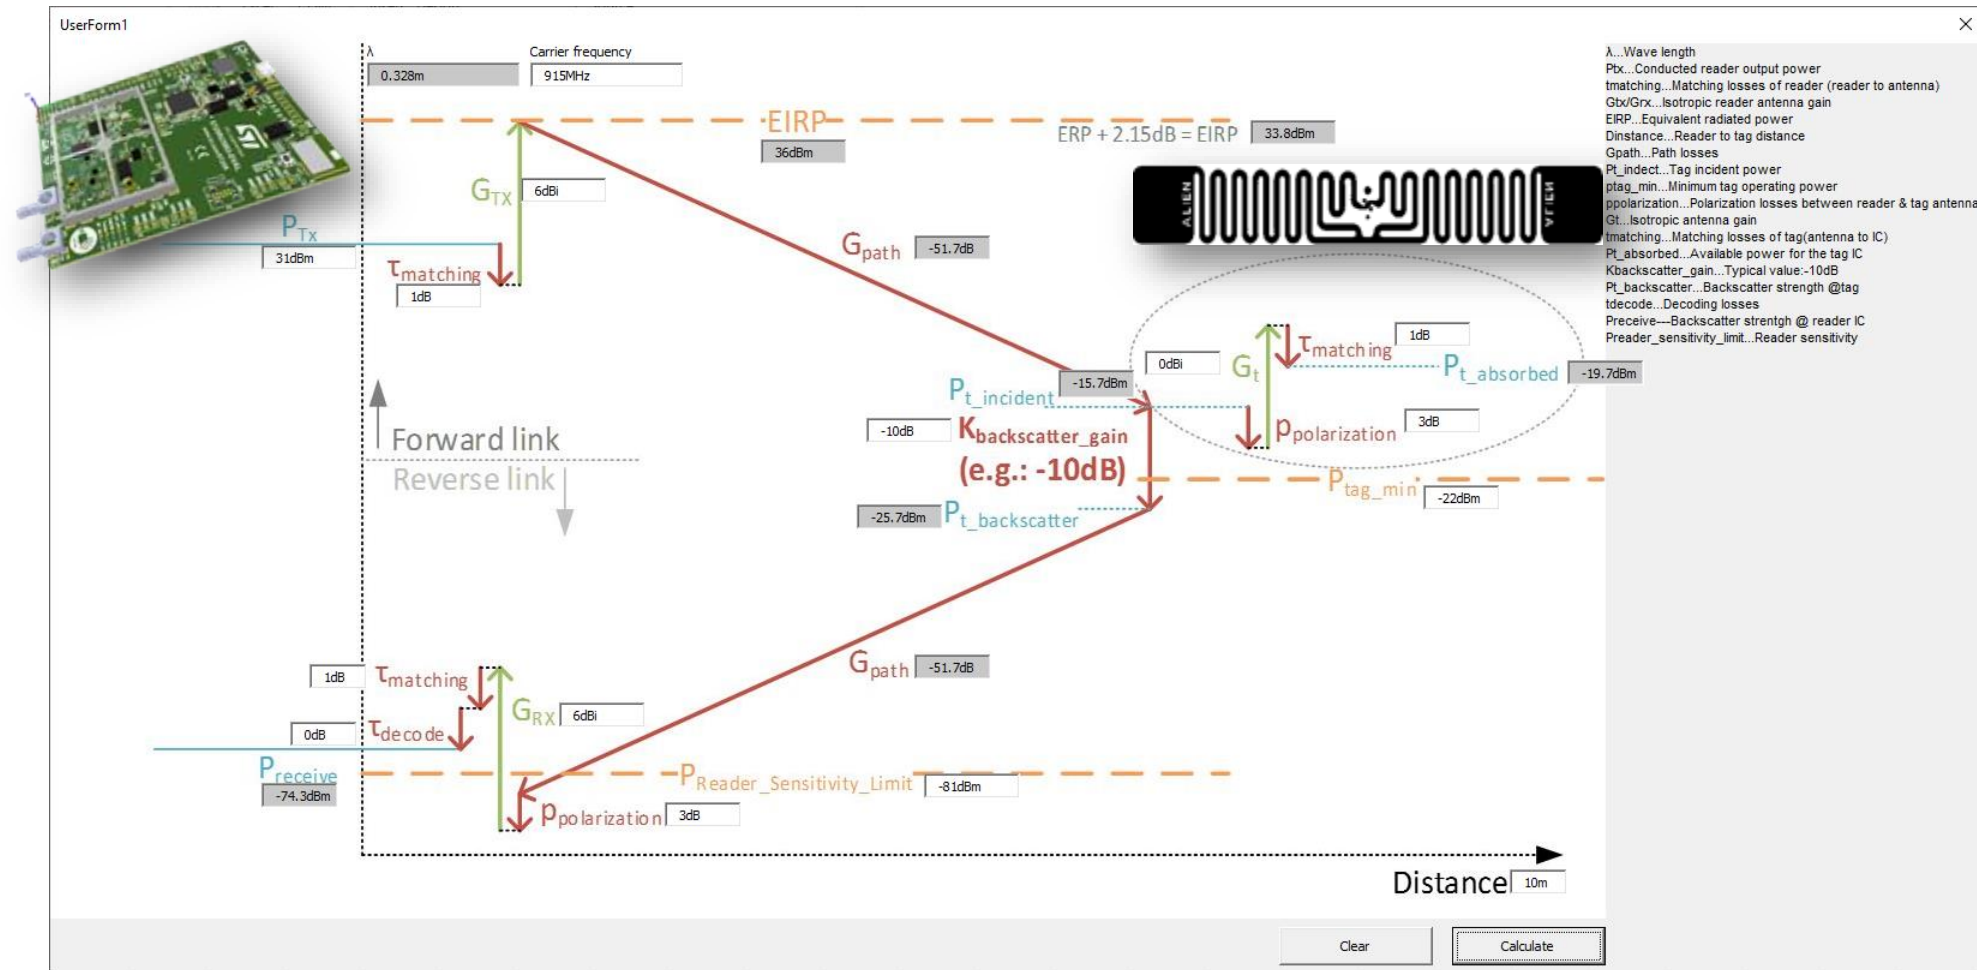 UserForm1
λ
Carrier frequency
0.328m
915MHz
EIRP
36dBm
ERP + 2.15dB = EIRP
33.8dBm
GTX
6dBi
ALIEN
ALIEN
PTx
31dBm
τmatching
1dB
Gpath
-51.7dB
0dBi
Gt
τmatching
1dB
Pt_absorbed
-19.7dBm
Pt_incident
-15.7dBm
-10dB
Kbackscatter_gain
(e.g.: -10dB)
ppolarization
3dB
Forward link
Reverse link
Ptag_min
-22dBm
-25.7dBm
Pt_backscatter
Gpath
-51.7dB
1dB
τmatching
GRX
6dBi
0dB
τdecode
Preceive
-74.3dBm
PReader_Sensitivity_Limit
-81dBm
ppolarization
3dB
Distance
10m
Clear
Calculate
λ...Wave length
Ptx...Conducted reader output power
tmatching...Matching losses of reader (reader to antenna)
Gtx/Grx...Isotropic reader antenna gain
EIRP...Equivalent radiated power
Dinstance...Reader to tag distance
Gpath...Path losses
Pt_indect...Tag incident power
ptag_min...Minimum tag operating power
ppolarization...Polarization losses between reader & tag antenna
Gt...Isotropic antenna gain
tmatching...Matching losses of tag(antenna to IC)
Pt_absorbed...Available power for the tag IC
Kbackscatter_gain...Typical value:-10dB
Pt_backscatter...Backscatter strength @tag
tdecode...Decoding losses
Preceive---Backscatter strentgh @ reader IC
Preader_sensitivity_limit...Reader sensitivity